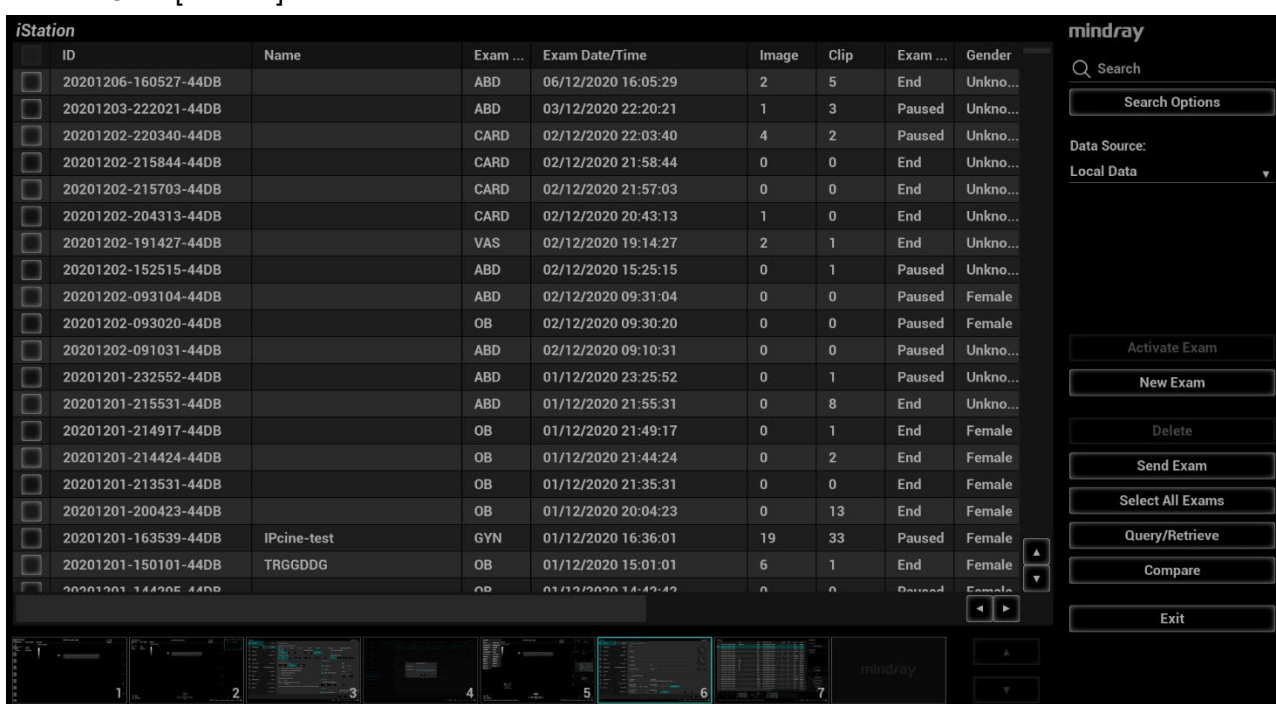 iStation
mindray
ID Name Exam ... Exam Date/Time Image Clip Exam ... Gender
20201206-160527-44DB ABD 06/12/2020 16:05:29 2 5 End Unkno...
20201203-222021-44DB ABD 03/12/2020 22:20:21 1 3 Paused Unkno...
20201202-220340-44DB CARD 02/12/2020 22:03:40 4 2 Paused Unkno...
20201202-215844-44DB CARD 02/12/2020 21:58:44 0 0 End Unkno...
20201202-215703-44DB CARD 02/12/2020 21:57:03 0 0 End Unkno...
20201202-204313-44DB CARD 02/12/2020 20:43:13 1 0 End Unkno...
20201202-191427-44DB VAS 02/12/2020 19:14:27 2 1 End Unkno...
20201202-152515-44DB ABD 02/12/2020 15:25:15 0 1 Paused Unkno...
20201202-093104-44DB ABD 02/12/2020 09:31:04 0 0 Paused Female
20201202-093020-44DB OB 02/12/2020 09:30:20 0 0 Paused Female
20201202-091031-44DB ABD 02/12/2020 09:10:31 0 0 Paused Unkno...
20201201-232552-44DB ABD 01/12/2020 23:25:52 0 1 Paused Unkno...
20201201-215531-44DB ABD 01/12/2020 21:55:31 0 8 End Unkno...
20201201-214917-44DB OB 01/12/2020 21:49:17 0 1 End Female
20201201-214424-44DB OB 01/12/2020 21:44:24 0 2 End Female
20201201-213531-44DB OB 01/12/2020 21:35:31 0 0 End Female
20201201-200423-44DB OB 01/12/2020 20:04:23 0 13 End Female
20201201-163539-44DB IPcine-test GYN 01/12/2020 16:36:01 19 33 Paused Female
20201201-150101-44DB TRGGDDG OB 01/12/2020 15:01:01 6 1 End Female
Search
Search Options
Data Source:
Local Data
Activate Exam
New Exam
Delete
Send Exam
Select All Exams
Query/Retrieve
Compare
Exit
1 2 3 4 5 6 7
mindray